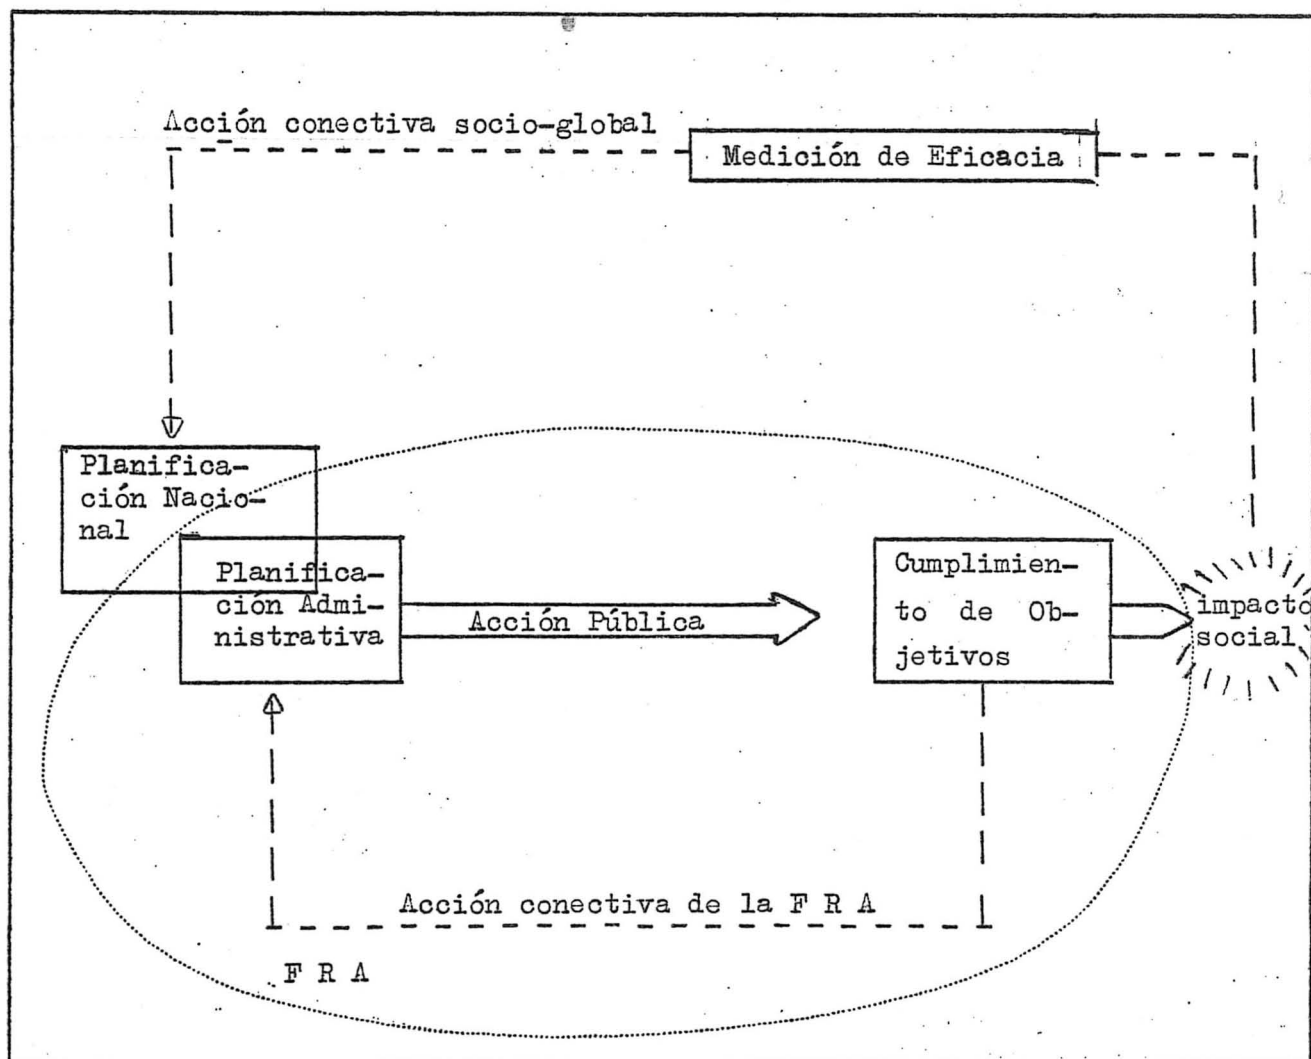 Acción conectiva socio-global
Medición de Eficacia
Planifica-
ción Nacio-
nal
Planifica-
ción Admi-
nistrativa
Acción Pública
Cumplimien-
to de Ob-
jetivos
impacto
social
Acción conectiva de la F R A
F R A